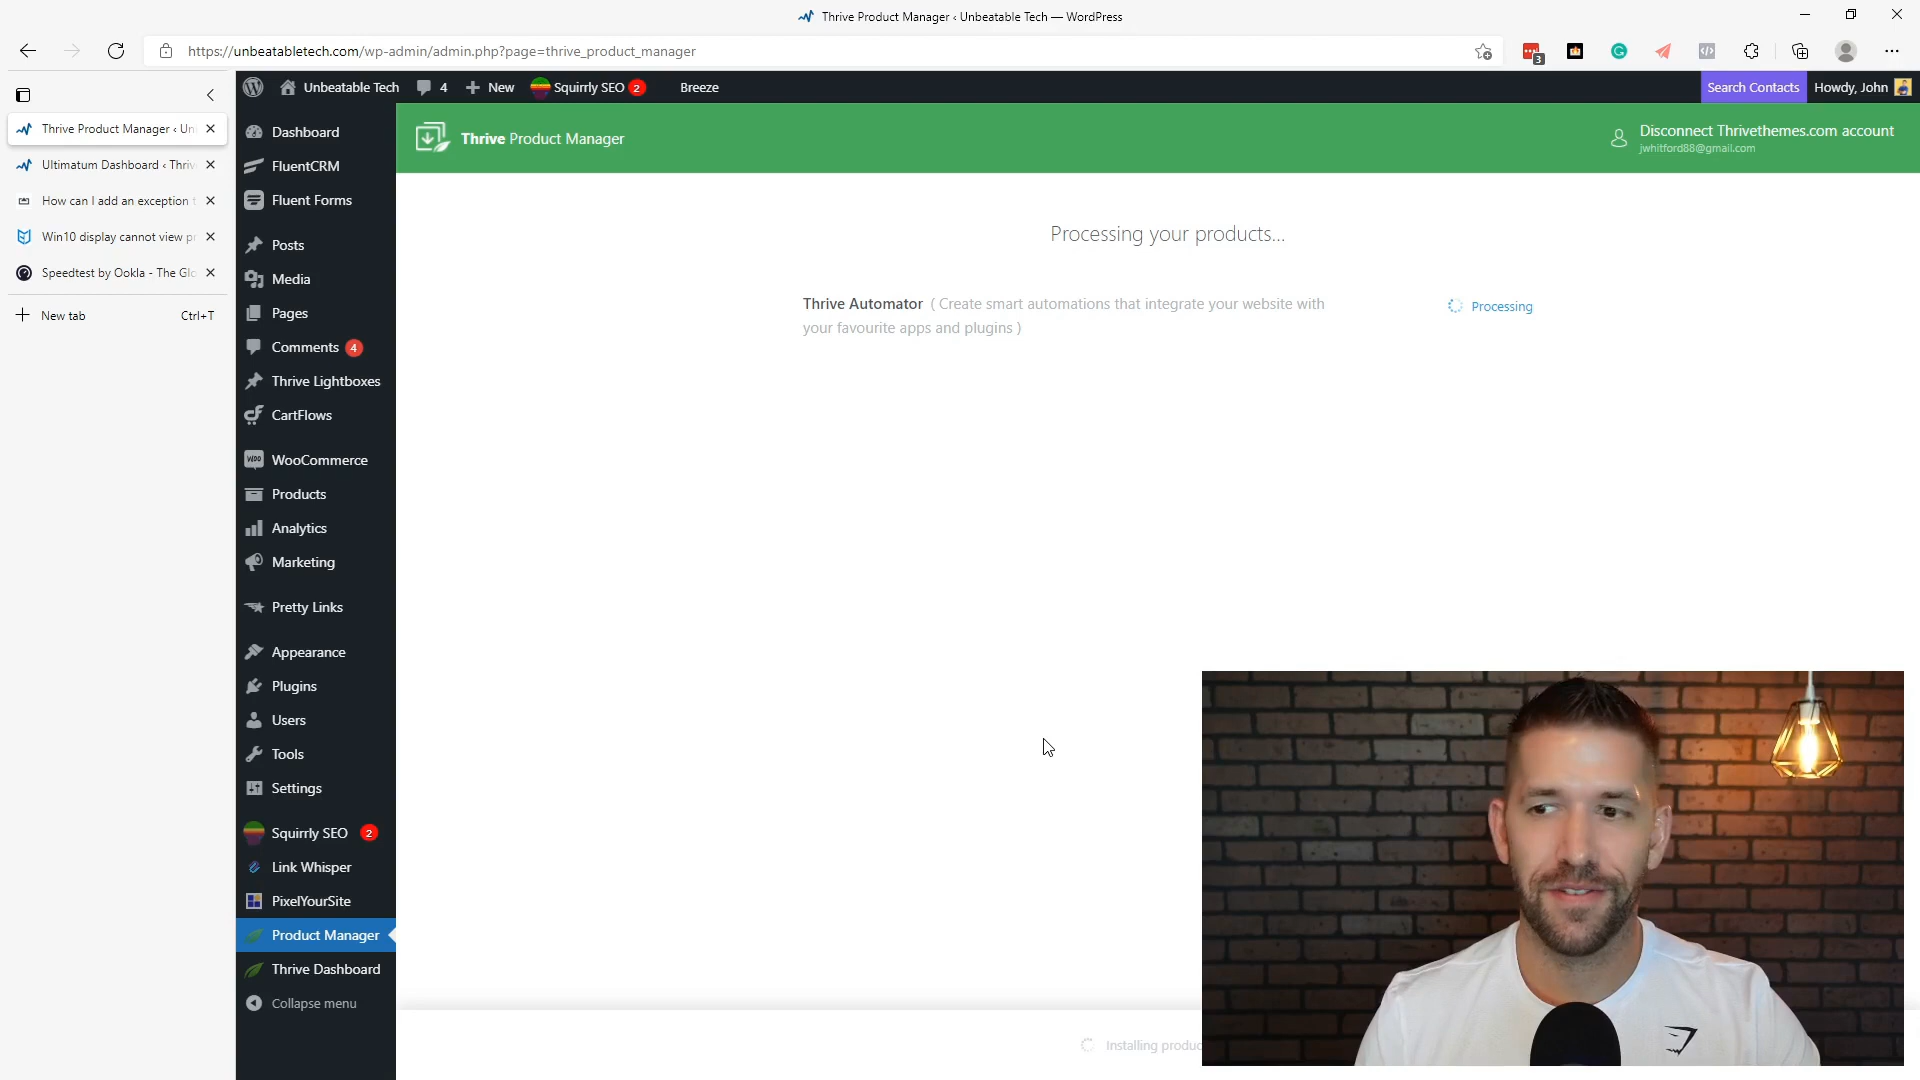 Thrive Product Manager ‹ Unbeatable Tech — WordPress
https://unbeatabletech.com/wp-admin/admin.php?page=thrive_product_manager
3
Thrive Product Manager ‹ Un
Ultimatum Dashboard ‹ Thriv
How can I add an exception
Win10 display cannot view pr
Speedtest by Ookla - The Glo
New tab Ctrl+T
Unbeatable Tech 4 New Squirrly SEO 2 Breeze Search Contacts Howdy, John
Dashboard
FluentCRM
Fluent Forms
Posts
Media
Pages
Comments 4
Thrive Lightboxes
CartFlows
WooCommerce
Products
Analytics
Marketing
Pretty Links
Appearance
Plugins
Users
Tools
Settings
Squirrly SEO 2
Link Whisper
PixelYourSite
Product Manager
Thrive Dashboard
Collapse menu
Thrive Product Manager
Disconnect Thrivethemes.com account
jwhitford88@gmail.com
Processing your products...
Thrive Automator ( Create smart automations that integrate your website with
your favourite apps and plugins )
Processing
Installing produc